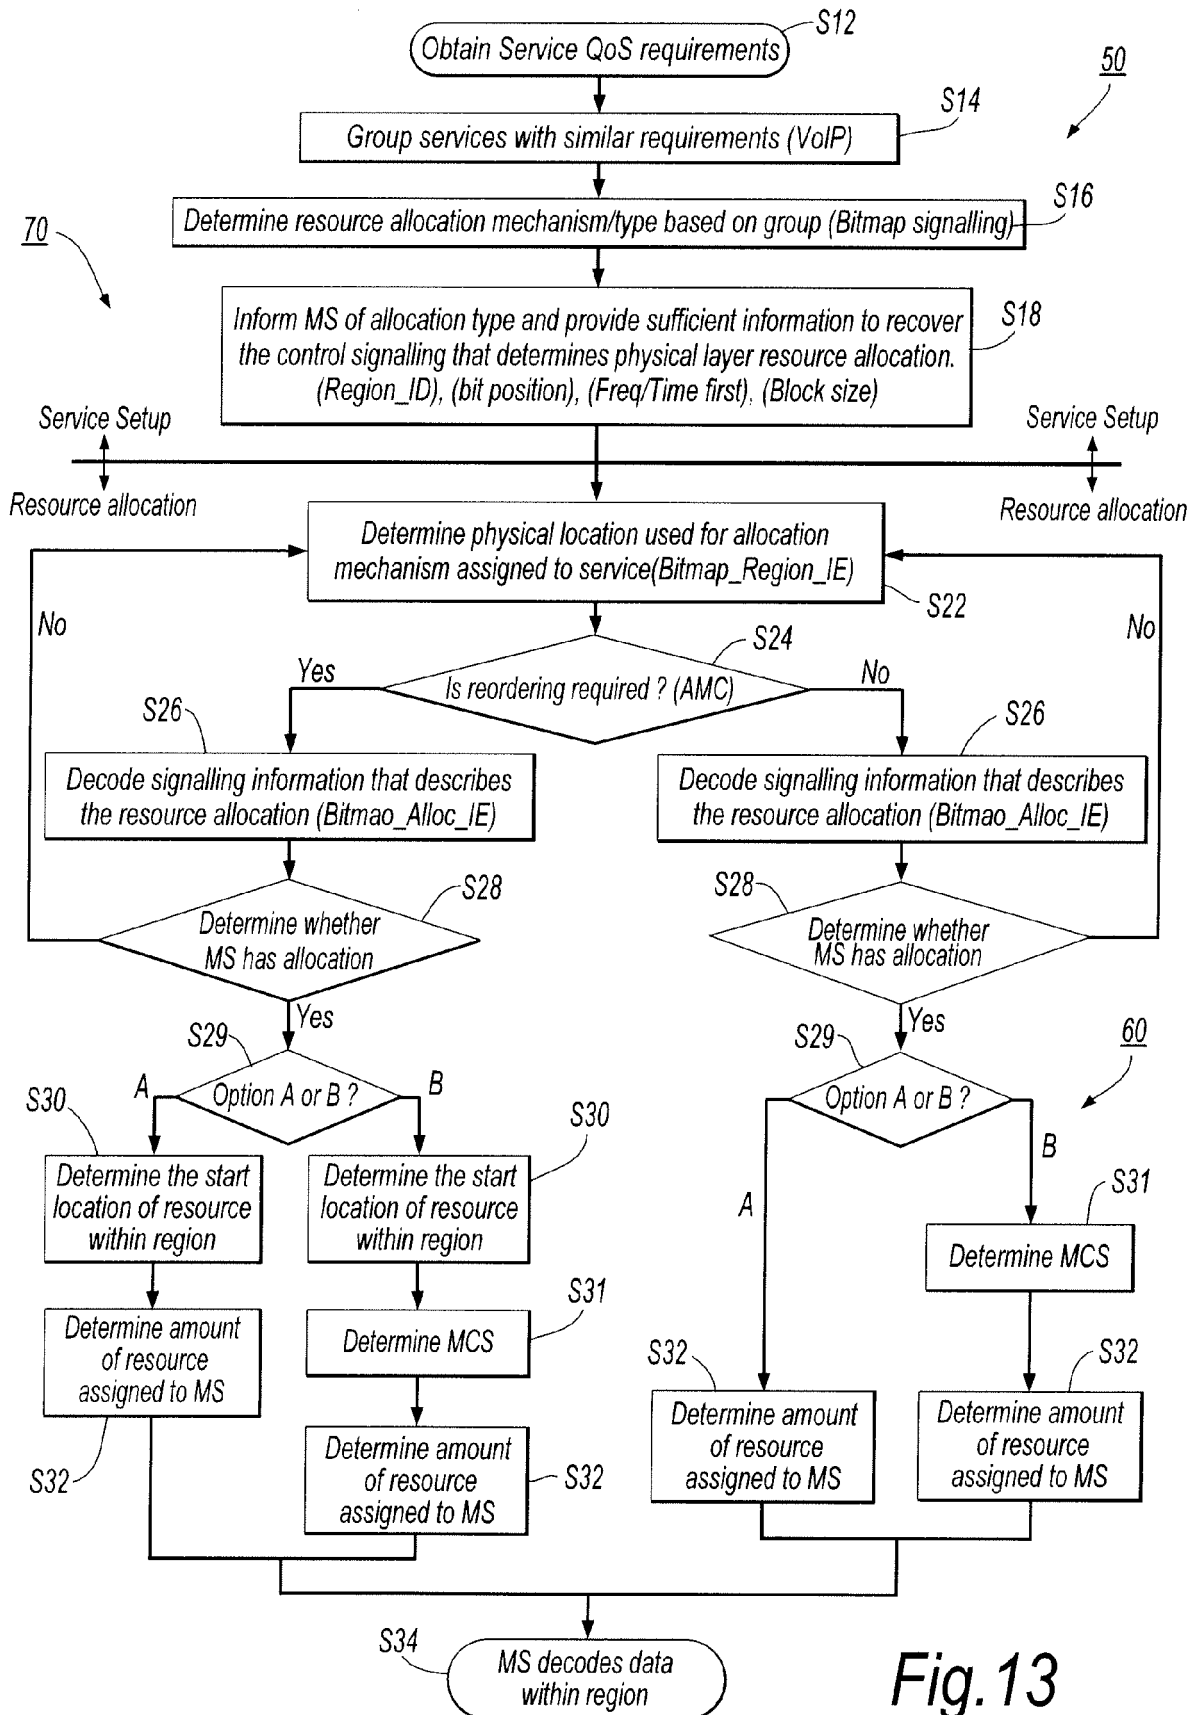 S12
Obtain Service QoS requirements
50
S14
Group services with similar requirements (VoIP)
S16
Determine resource allocation mechanism/type based on group (Bitmap signalling)
70
S18
Inform MS of allocation type and provide sufficient information to recover
the control signalling that determines physical layer resource allocation.
(Region_ID), (bit position), (Freq/Time first), (Block size)
Service Setup
Service Setup
Resource allocation
Resource allocation
Determine physical location used for allocation
mechanism assigned to service(Bitmap_Region_IE)
S22
No
No
S24
Yes
Is reordering required ? (AMC)
No
S26
S26
Decode signalling information that describes
the resource allocation (Bitmao_Alloc_IE)
Decode signalling information that describes
the resource allocation (Bitmao_Alloc_IE)
S28
S28
Determine whether
MS has allocation
Determine whether
MS has allocation
Yes
Yes
S29
S29
60
A
Option A or B ?
B
Option A or B ?
S30
S30
A
B
Determine the start
location of resource
within region
Determine the start
location of resource
within region
S31
Determine MCS
S31
Determine amount
of resource
assigned to MS
Determine MCS
S32
S32
S32
Determine amount
of resource
assigned to MS
S32
Determine amount
of resource
assigned to MS
Determine amount
of resource
assigned to MS
S34
MS decodes data
within region
Fig.13